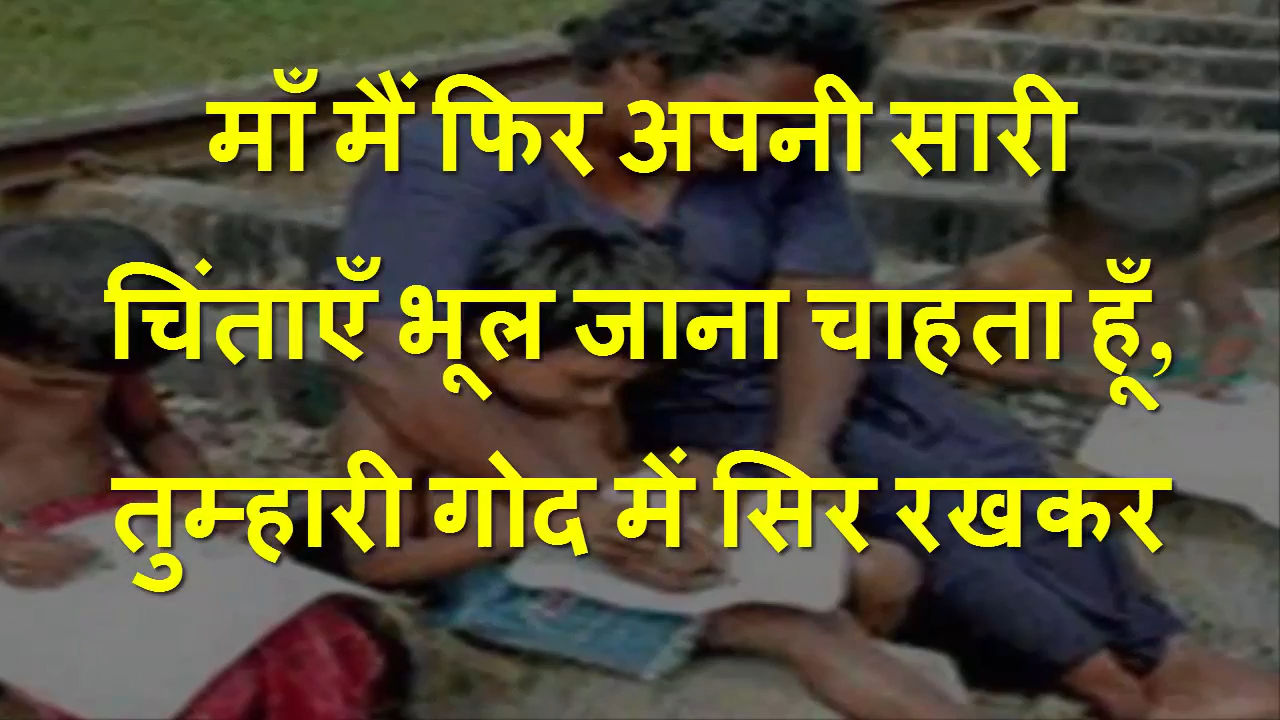 माँ मैं फिर अपनी सारी
चिंताएँ भूल जाना चाहता हूँ,
तुम्हारी गोद में सिर रखकर